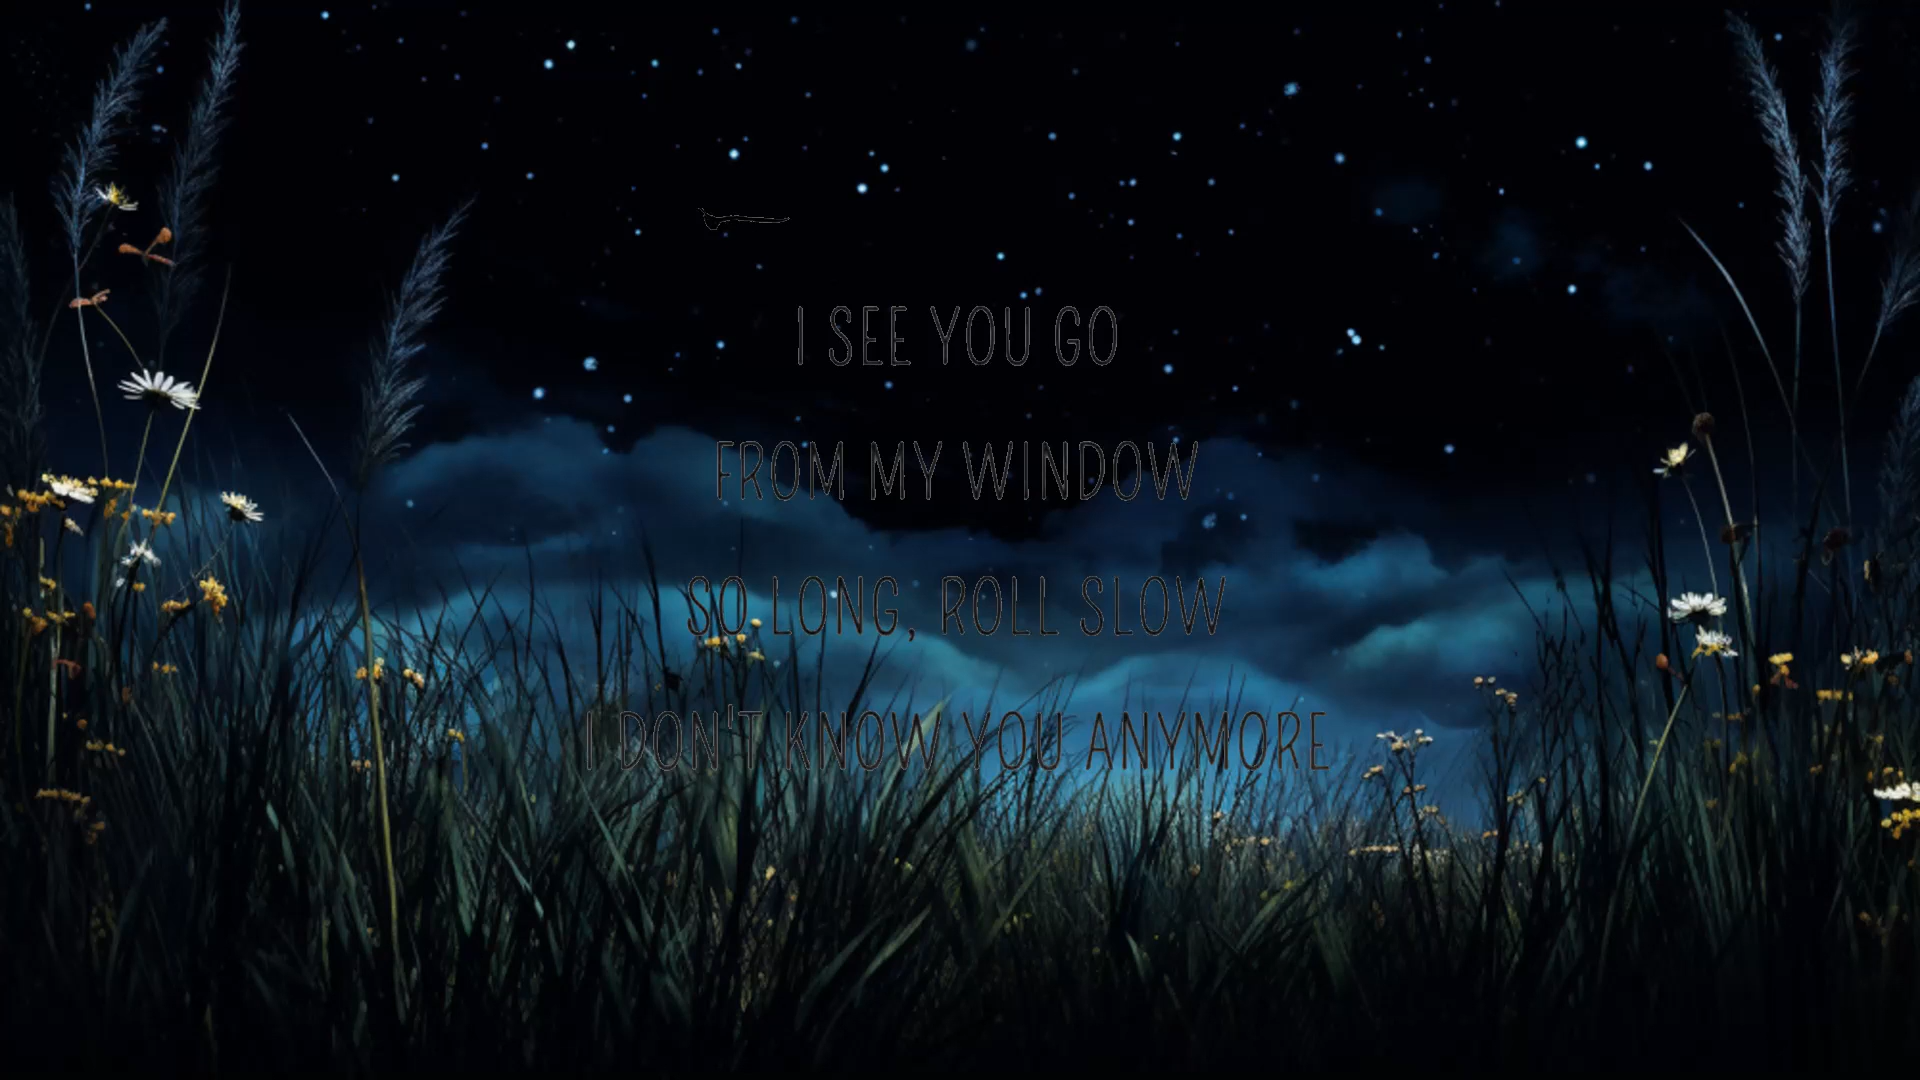 I SEE YOU GO
FROM MY WINDOW
SO LONG, ROLL SLOW
I DON'T KNOW YOU ANYMORE